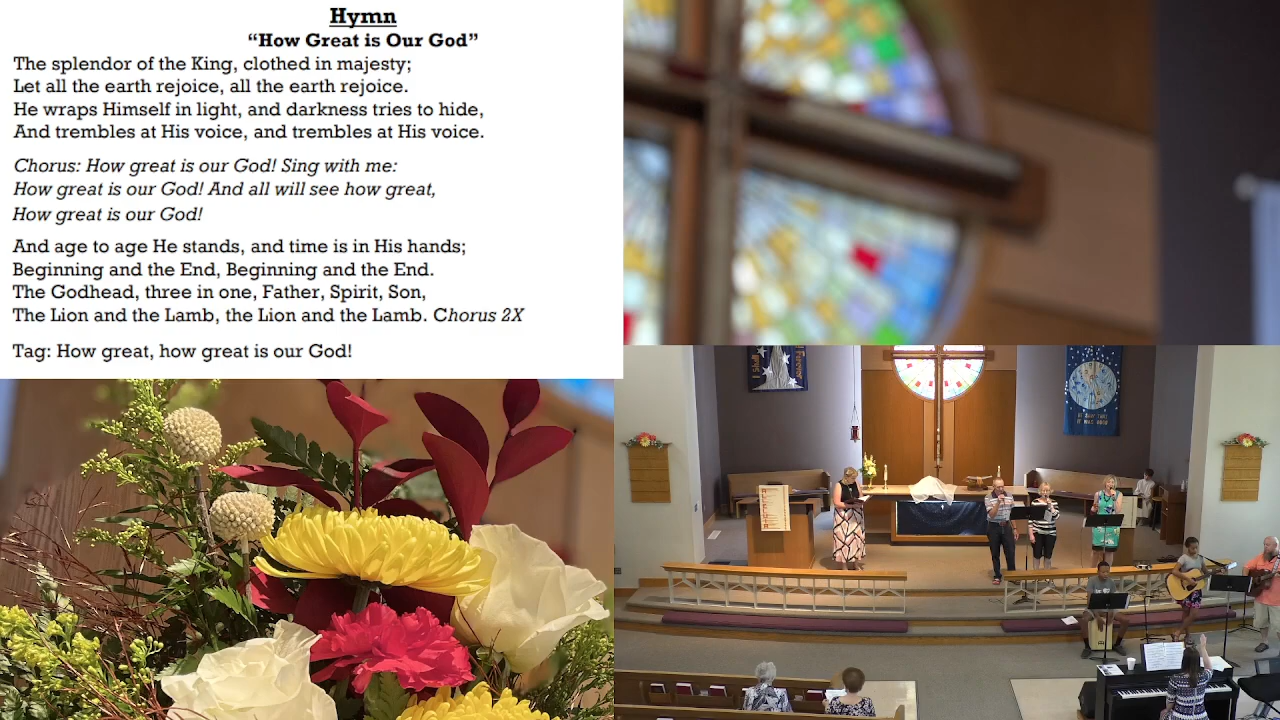 Hymn
“How Great is Our God”
The splendor of the King, clothed in majesty;
Let all the earth rejoice, all the earth rejoice.
He wraps Himself in light, and darkness tries to hide,
And trembles at His voice, and trembles at His voice.
Chorus: How great is our God! Sing with me:
How great is our God! And all will see how great,
How great is our God!
And age to age He stands, and time is in His hands;
Beginning and the End, Beginning and the End.
The Godhead, three in one, Father, Spirit, Son,
The Lion and the Lamb, the Lion and the Lamb. Chorus 2X
Tag: How great, how great is our God!